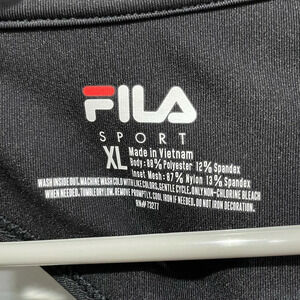 FILA
SPORT
XL Made in Vietnam
Body: 88% Polyester 12% Spandex
Inset Mesh: 87% Nylon 13% Spandex
WASH INSIDE OUT. MACHINE WASH COLD WITH LIKE COLORS, GENTLE CYCLE. ONLY NON-CHLORINE BLEACH
WHEN NEEDED. TUMBLE DRY LOW. REMOVE PROMPTLY. COOL IRON IF NEEDED. DO NOT IRON DECORATION.
RN# 73277